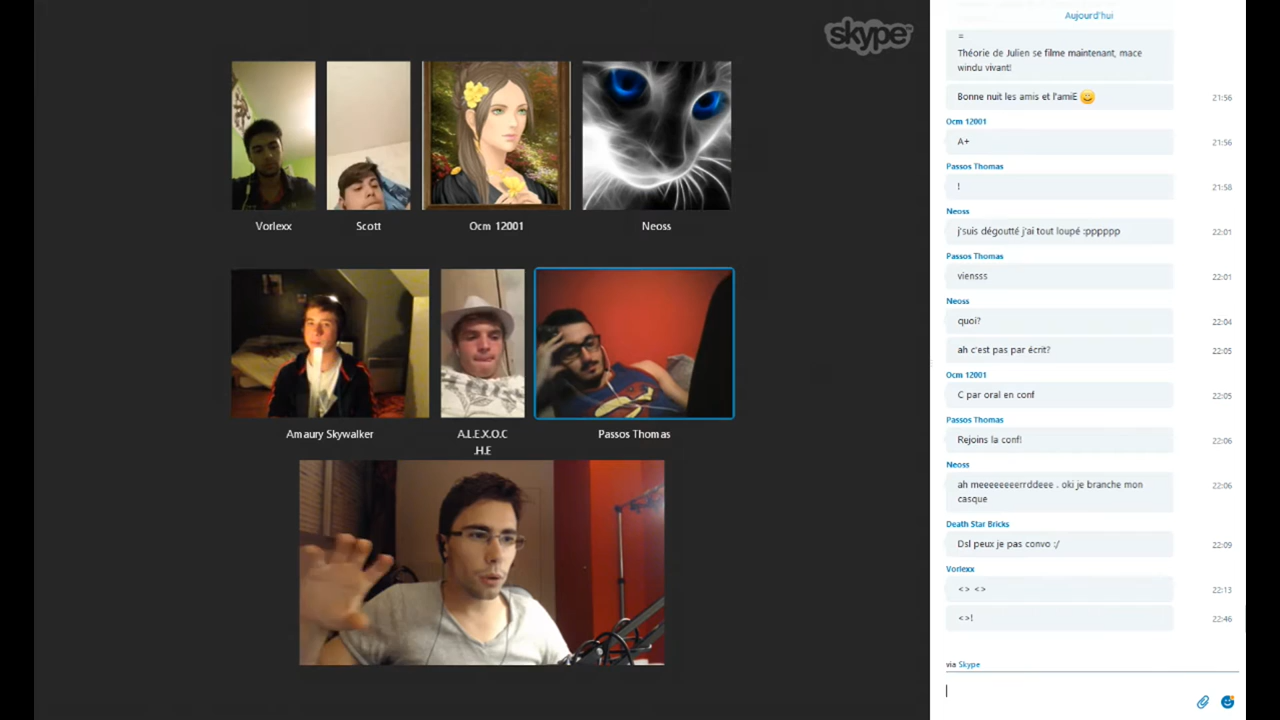 skype
Vorlexx
Scott
Ocm 12001
Neoss
Amaury Skywalker
A.L.E.X.O.C
.H.E
Passos Thomas
Aujourd'hui
=
Théorie de Julien se filme maintenant, mace
windu vivant!
Bonne nuit les amis et l'amiE
21:56
Ocm 12001
A+
21:56
Passos Thomas
!
21:58
Neoss
j'suis dégoutté j'ai tout loupé :pppppp
22:01
Passos Thomas
viensss
22:01
Neoss
quoi?
22:04
ah c'est pas par écrit?
22:05
Ocm 12001
C par oral en conf
22:05
Passos Thomas
Rejoins la conf!
22:06
Neoss
ah meeeeeeeerrddeee . oki je branche mon
casque
22:06
Death Star Bricks
Dsl peux je pas convo :/
22:09
Vorlexx
<> <>
22:13
<>!
22:46
via Skype